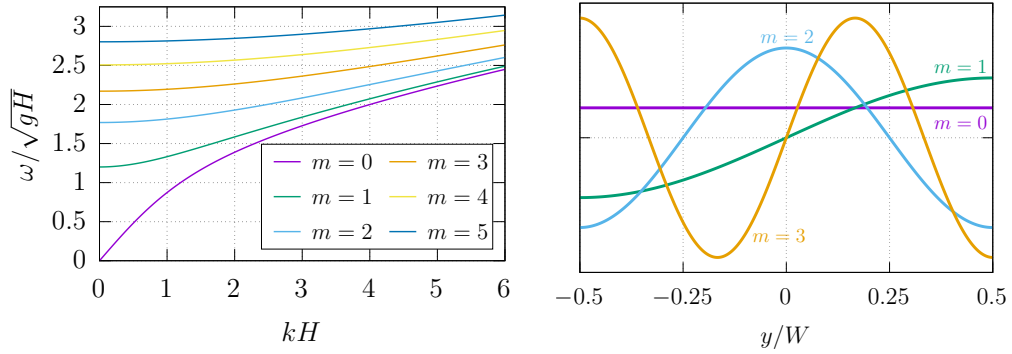 3
2.5
2
1.5
1
0.5
0
ω/√gH
m = 0
m = 3
m = 1
m = 4
m = 2
m = 5
0 1 2 3 4 5 6
kH
m = 2
m = 1
m = 0
m = 3
−0.5 −0.25 0 0.25 0.5
y/W